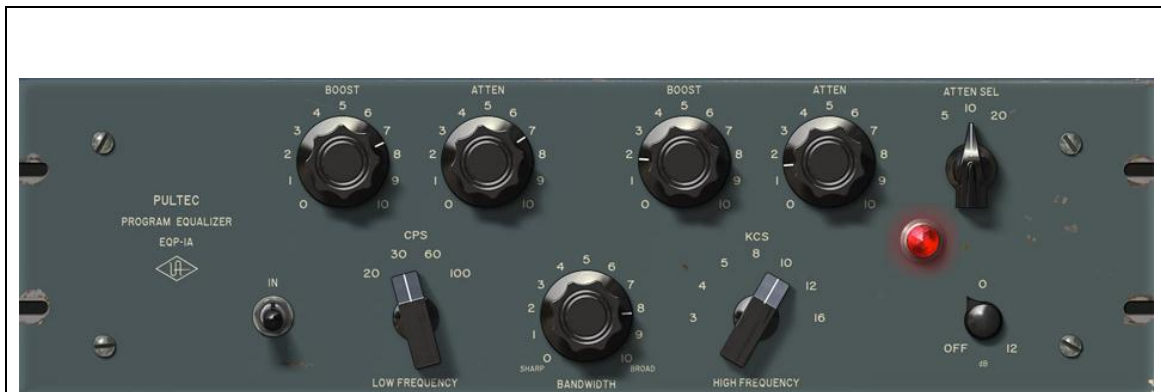 BOOST ATTEN BOOST ATTEN ATTEN SEL
0 1 2 3 4 5 6 7 8 9 10
0 1 2 3 4 5 6 7 8 9 10
0 1 2 3 4 5 6 7 8 9 10
0 1 2 3 4 5 6 7 8 9 10
5 10 20
PULTEC
PROGRAM EQUALIZER
EQP-1A
UA
IN
CPS
20 30 60 100
LOW FREQUENCY
0 1 2 3 4 5 6 7 8 9 10
SHARP BROAD
BANDWIDTH
KCS
3 4 5 8 10 12 16
HIGH FREQUENCY
0
OFF 12
dB